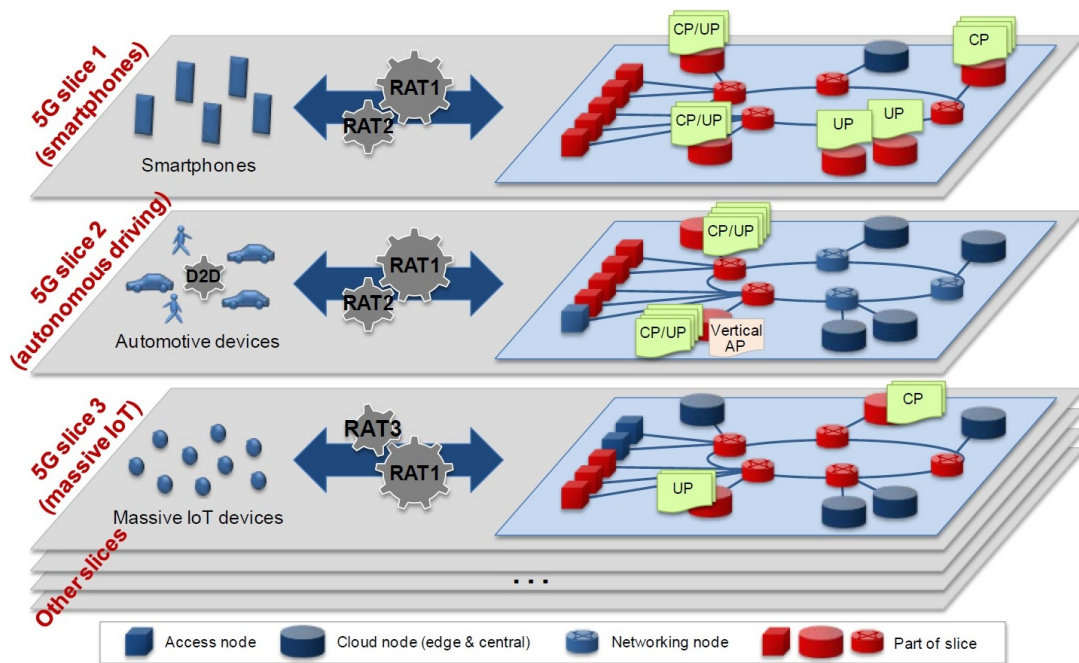 5G slice 1
(smartphones)
Smartphones
RAT1
RAT2
CP/UP
CP/UP
UP
UP
CP
5G slice 2
(autonomous driving)
D2D
Automotive devices
RAT1
RAT2
CP/UP
CP/UP
Vertical
AP
5G slice 3
(massive IoT)
Massive IoT devices
RAT3
RAT1
UP
CP
Other slices
...
Access node
Cloud node (edge & central)
Networking node
Part of slice